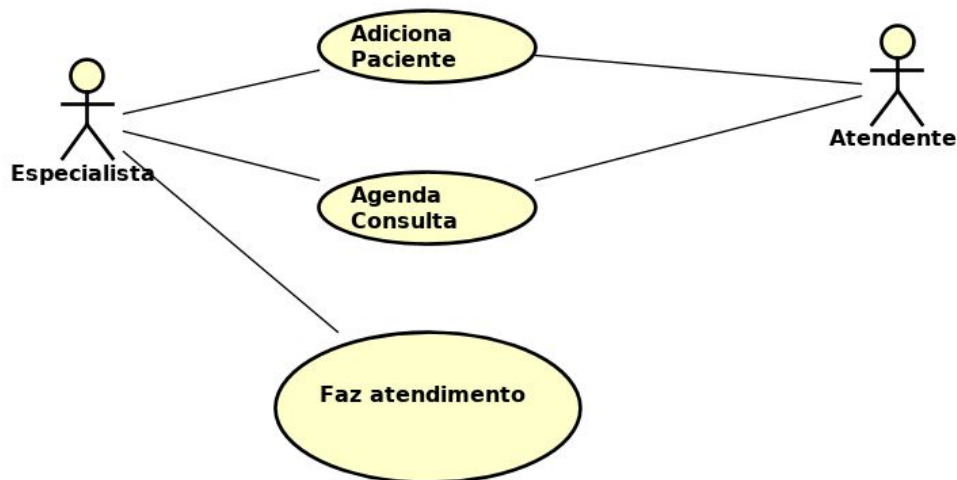 Adiciona
Paciente
Especialista
Atendente
Agenda
Consulta
Faz atendimento